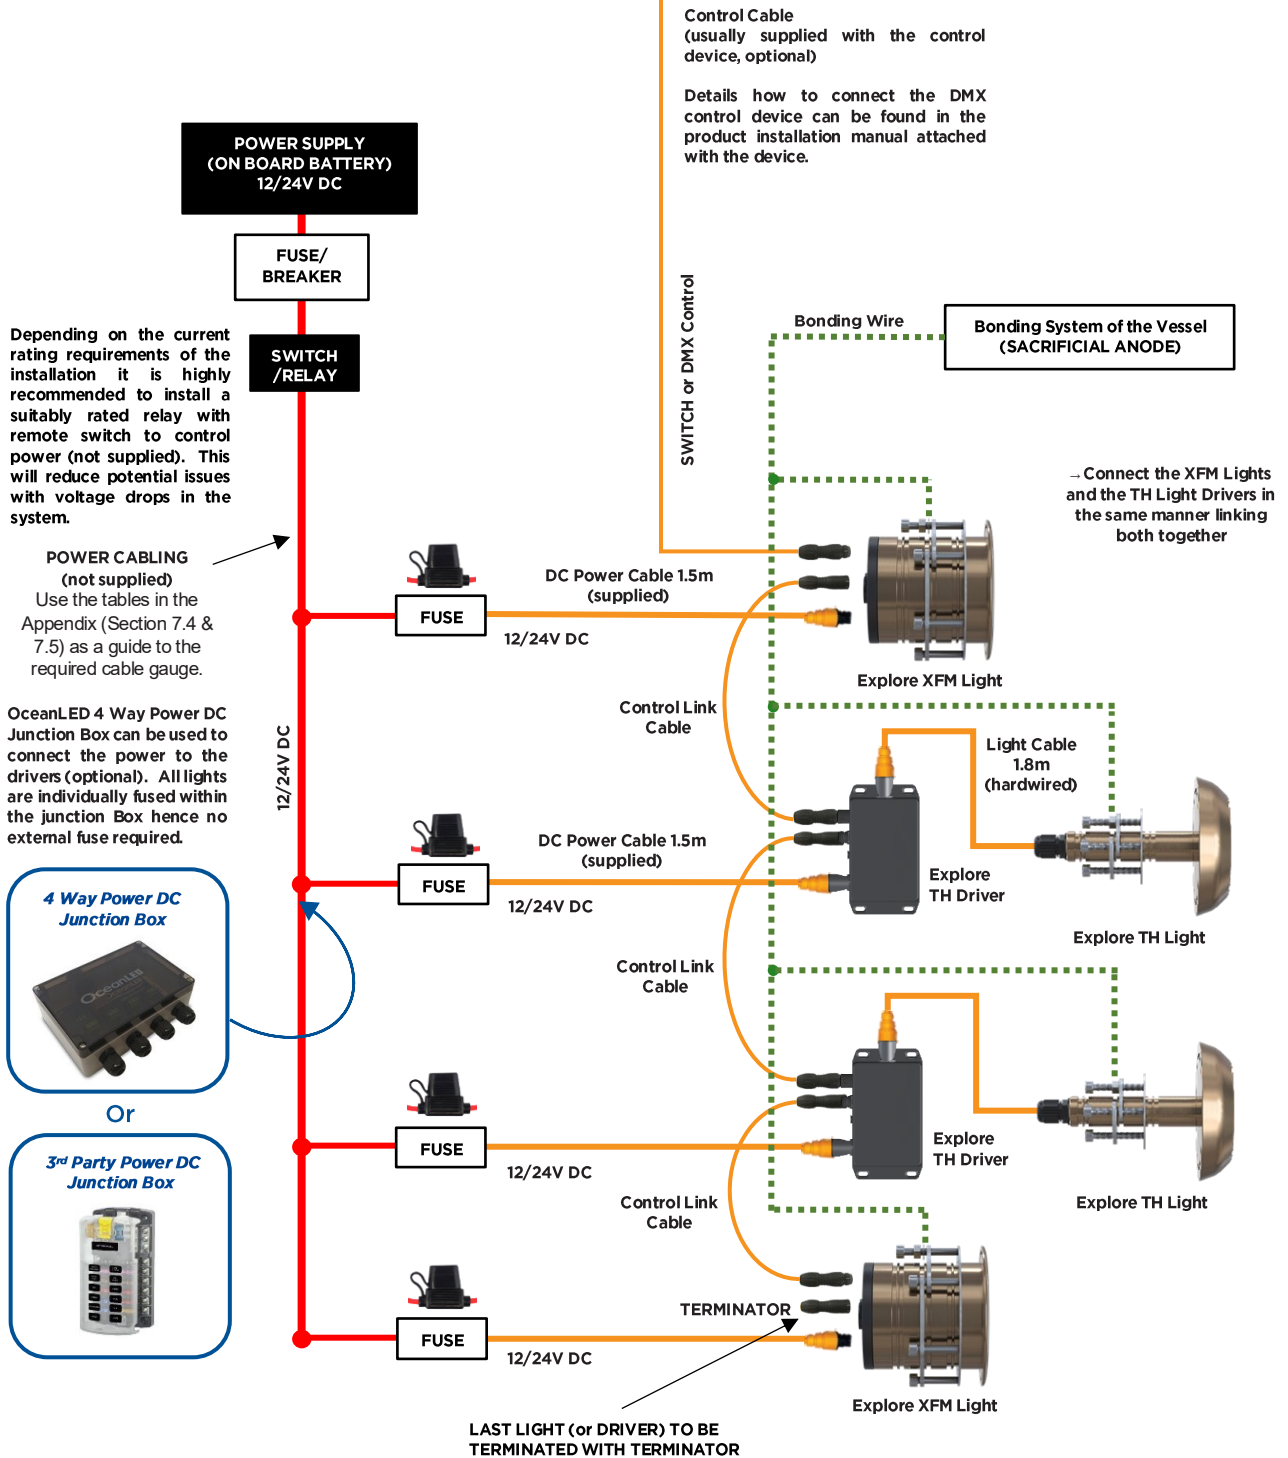 Control Cable
(usually supplied with the control
device, optional)
Details how to connect the DMX
control device can be found in the
product installation manual attached
with the device.
POWER SUPPLY
(ON BOARD BATTERY)
12/24V DC
FUSE/
BREAKER
SWITCH
/RELAY
Depending on the current
rating requirements of the
installation it is highly
recommended to install a
suitably rated relay with
remote switch to control
power (not supplied). This
will reduce potential issues
with voltage drops in the
system.
SWITCH or DMX Control
Bonding Wire
Bonding System of the Vessel
(SACRIFICIAL ANODE)
→Connect the XFM Lights
and the TH Light Drivers in
the same manner linking
both together
POWER CABLING
(not supplied)
Use the tables in the
Appendix (Section 7.4 &
7.5) as a guide to the
required cable gauge.
FUSE
DC Power Cable 1.5m
(supplied)
12/24V DC
Explore XFM Light
Control Link
Cable
OceanLED 4 Way Power DC
Junction Box can be used to
connect the power to the
drivers (optional). All lights
are individually fused within
the junction Box hence no
external fuse required.
12/24V DC
Light Cable
1.8m
(hardwired)
FUSE
DC Power Cable 1.5m
(supplied)
12/24V DC
Explore
TH Driver
Explore TH Light
4 Way Power DC
Junction Box
OceanLED
Control Link
Cable
Or
3rd Party Power DC
Junction Box
FUSE
12/24V DC
Explore
TH Driver
Explore TH Light
Control Link
Cable
TERMINATOR
FUSE
12/24V DC
Explore XFM Light
LAST LIGHT (or DRIVER) TO BE
TERMINATED WITH TERMINATOR